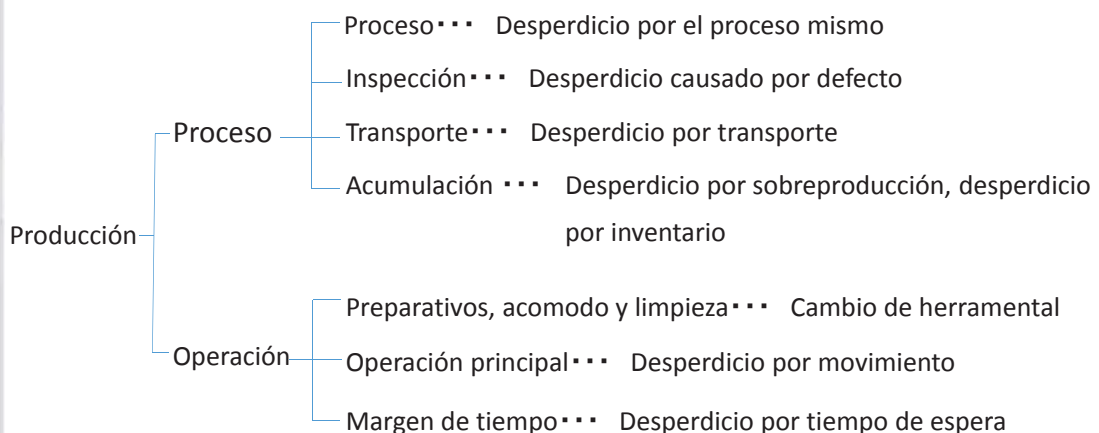 Proceso・・・ Desperdicio por el proceso mismo
Inspección・・・ Desperdicio causado por defecto
Proceso
Transporte・・・ Desperdicio por transporte
Acumulación ・・・ Desperdicio por sobreproducción, desperdicio
por inventario
Producción
Preparativos, acomodo y limpieza・・・ Cambio de herramental
Operación
Operación principal・・・ Desperdicio por movimiento
Margen de tiempo・・・ Desperdicio por tiempo de espera